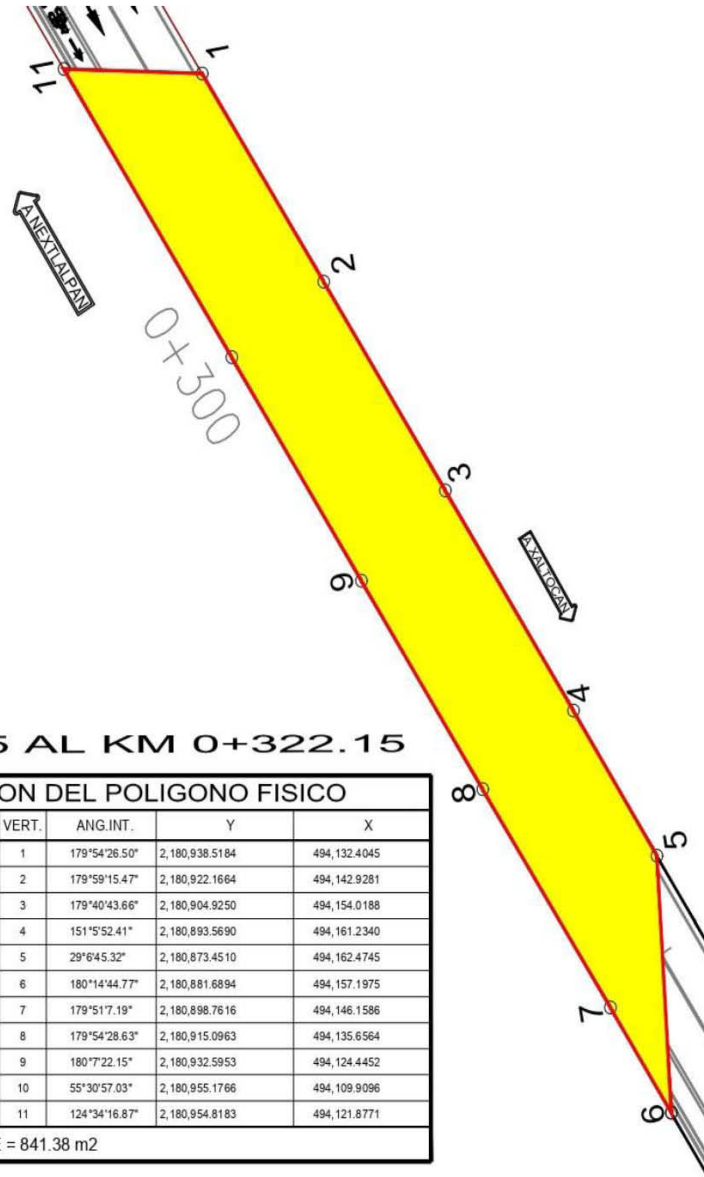 11
1
A NEXTLALPAN
2
0+300
3
9
A XALTOCAN
4
8
5
7
6
5 AL KM 0+322.15
ON DEL POLIGONO FISICO
VERT. ANG.INT. Y X
1 179°54'26.50" 2,180,938.5184 494,132.4045
2 179°59'15.47" 2,180,922.1664 494,142.9281
3 179°40'43.66" 2,180,904.9250 494,154.0188
4 151°5'52.41" 2,180,893.5690 494,161.2340
5 29°6'45.32" 2,180,873.4510 494,162.4745
6 180°14'44.77" 2,180,881.6894 494,157.1975
7 179°51'7.19" 2,180,898.7616 494,146.1586
8 179°54'28.63" 2,180,915.0963 494,135.6564
9 180°7'22.15" 2,180,932.5953 494,124.4452
10 55°30'57.03" 2,180,955.1766 494,109.9096
11 124°34'16.87" 2,180,954.8183 494,121.8771
= 841.38 m2